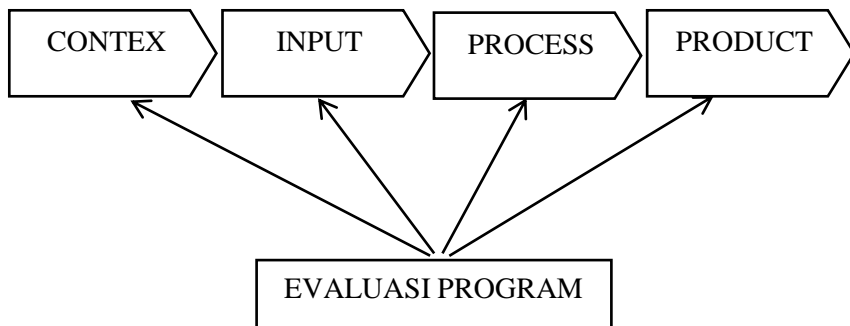 CONTEX
INPUT
PROCESS
PRODUCT
EVALUASI PROGRAM